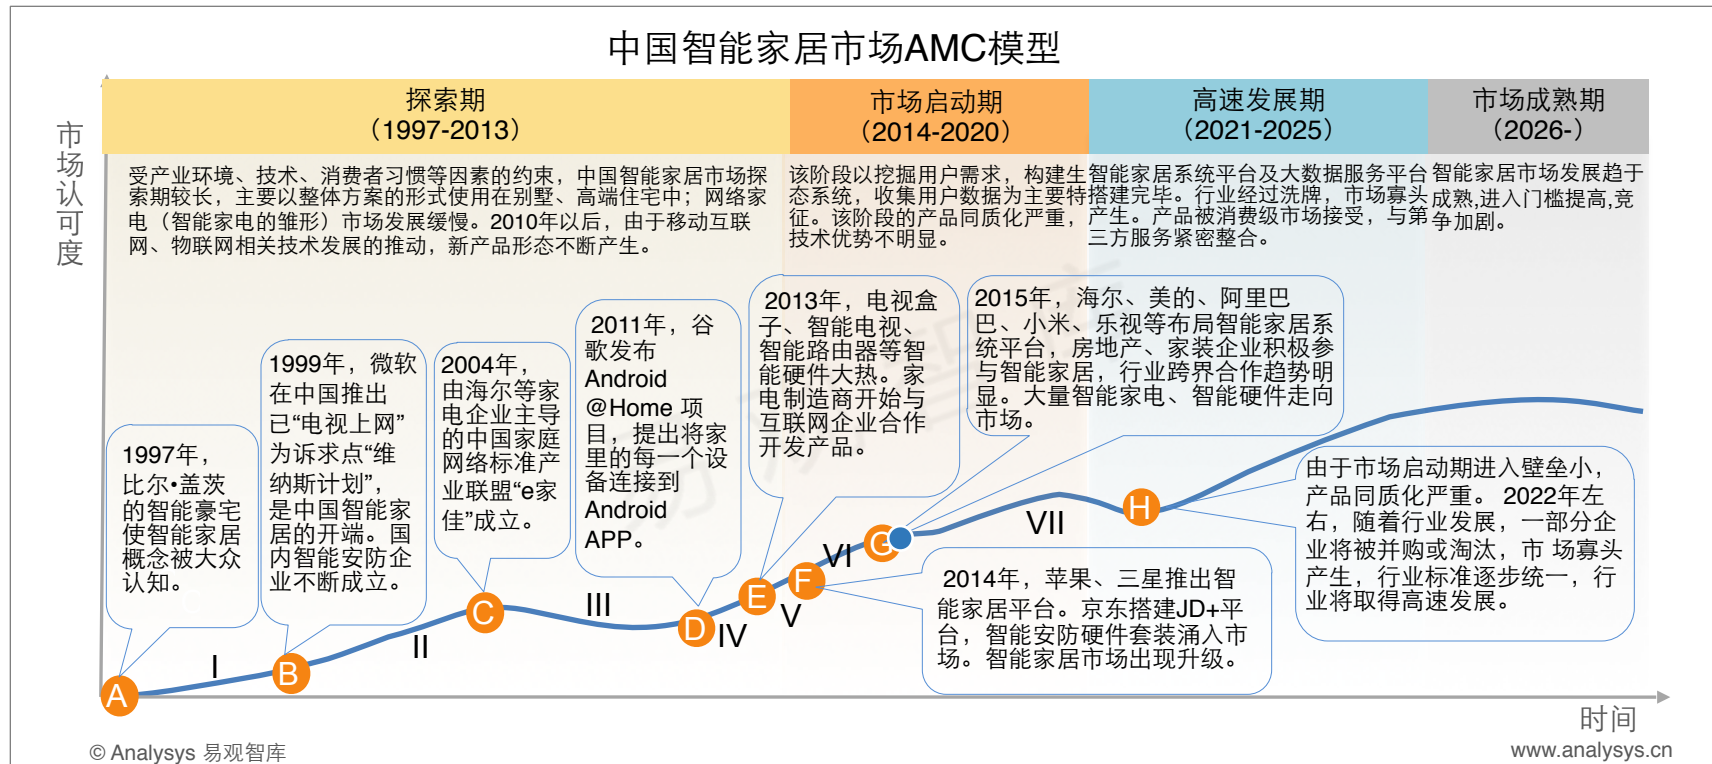 中国智能家居市场AMC模型
市场认可度
探索期
（1997-2013）
市场启动期
（2014-2020）
高速发展期
（2021-2025）
市场成熟期
（2026-）
受产业环境、技术、消费者习惯等因素的约束，中国智能家居市场探
索期较长，主要以整体方案的形式使用在别墅、高端住宅中；网络家
电（智能家电的雏形）市场发展缓慢。2010年以后，由于移动互联
网、物联网相关技术发展的推动，新产品形态不断产生。
该阶段以挖掘用户需求，构建生
态系统，收集用户数据为主要特
征。该阶段的产品同质化严重，
技术优势不明显。
智能家居系统平台及大数据服务平台
搭建完毕。行业经过洗牌，市场寡头
产生。产品被消费级市场接受，与第
三方服务紧密整合。
智能家居市场发展趋于
成熟,进入门槛提高,竞
争加剧。
1997年，
比尔•盖茨
的智能豪宅
使智能家居
概念被大众
认知。
1999年，微软
在中国推出
已“电视上网”
为诉求点“维
纳斯计划”，
是中国智能家
居的开端。国
内智能安防企
业不断成立。
2004年，
由海尔等家
电企业主导
的中国家庭
网络标准产
业联盟“e家
佳”成立。
2011年，谷
歌发布
Android
@Home 项
目，提出将家
里的每一个设
备连接到
Android
APP。
2013年，电视盒
子、智能电视、
智能路由器等智
能硬件大热。家
电制造商开始与
互联网企业合作
开发产品。
2015年，海尔、美的、阿里巴
巴、小米、乐视等布局智能家居系
统平台，房地产、家装企业积极参
与智能家居，行业跨界合作趋势明
显。大量智能家电、智能硬件走向
市场。
由于市场启动期进入壁垒小，
产品同质化严重。 2022年左
右，随着行业发展，一部分企
业将被并购或淘汰，市 场寡头
产生，行业标准逐步统一，行
业将取得高速发展。
2014年，苹果、三星推出智
能家居平台。京东搭建JD+平
台，智能安防硬件套装涌入市
场。智能家居市场出现升级。
A
I
B
II
C
III
D
IV
E
V
F
VI
G
VII
H
易观智库
时间
© Analysys 易观智库
www.analysys.cn